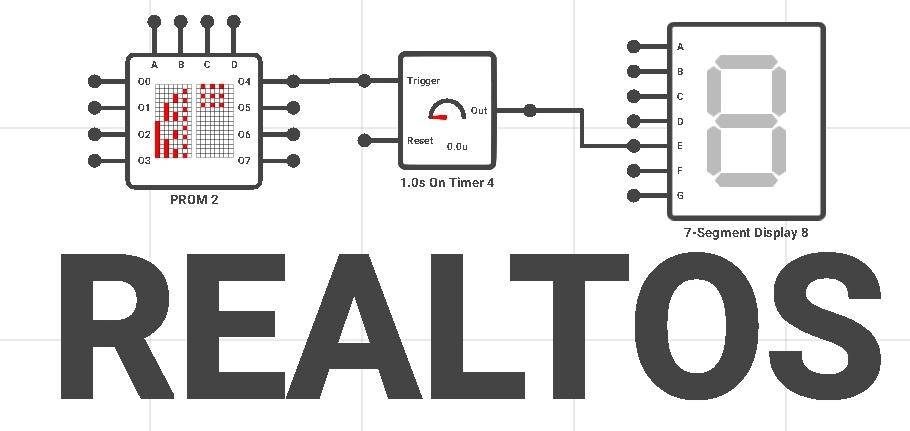 A B C D
O0 O4
O1 O5
O2 O6
O3 O7
PROM 2
Trigger
Out
Reset 0.0u
1.0s On Timer 4
A
B
C
D
E
F
G
7-Segment Display 8
REALTOS